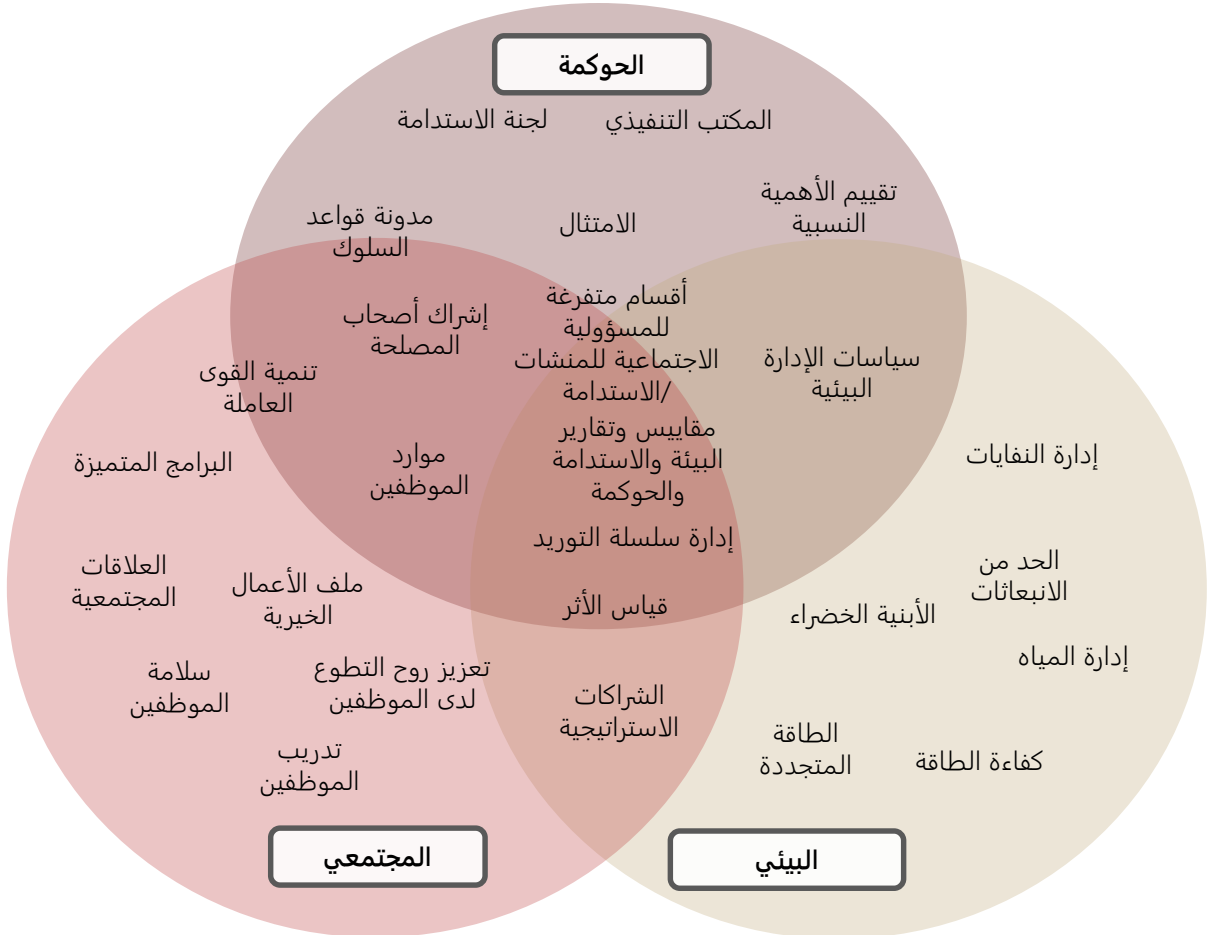 الحوكمة
المكتب التنفيذي
لجنة الاستدامة
تقييم الأهمية
النسبية
الامتثال
مدونة قواعد
السلوك
أقسام متفرغة
للمسؤولية
الاجتماعية للمنشات
/الاستدامة
إشراك أصحاب
المصلحة
سياسات الإدارة
البيئية
تنمية القوى
العاملة
مقاييس وتقارير
البيئة والاستدامة
والحوكمة
موارد
الموظفين
البرامج المتميزة
إدارة النفايات
إدارة سلسلة التوريد
الحد من
الانبعاثات
العلاقات
المجتمعية
ملف الأعمال
الخيرية
قياس الأثر
الأبنية الخضراء
إدارة المياه
تعزيز روح التطوع
لدى الموظفين
سلامة
الموظفين
الشراكات
الاستراتيجية
الطاقة
المتجددة
كفاءة الطاقة
تدريب
الموظفين
البيئي
المجتمعي